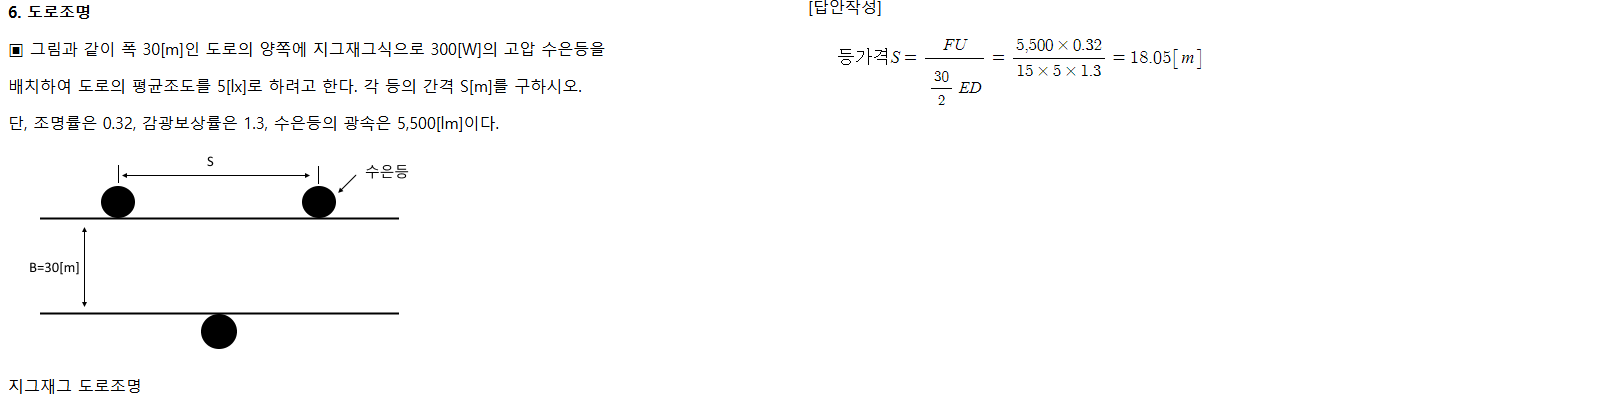 6. 도로조명
▣ 그림과 같이 폭 30[m]인 도로의 양쪽에 지그재그식으로 300[W]의 고압 수은등을
배치하여 도로의 평균조도를 5[lx]로 하려고 한다. 각 등의 간격 S[m]를 구하시오.
단, 조명률은 0.32, 감광보상률은 1.3, 수은등의 광속은 5,500[lm]이다.
S
수은등
B=30[m]
지그재그 도로조명
[답안작성]
등가격 S = FU / (30/2 ED) = (5,500 × 0.32) / (15 × 5 × 1.3) = 18.05[m]